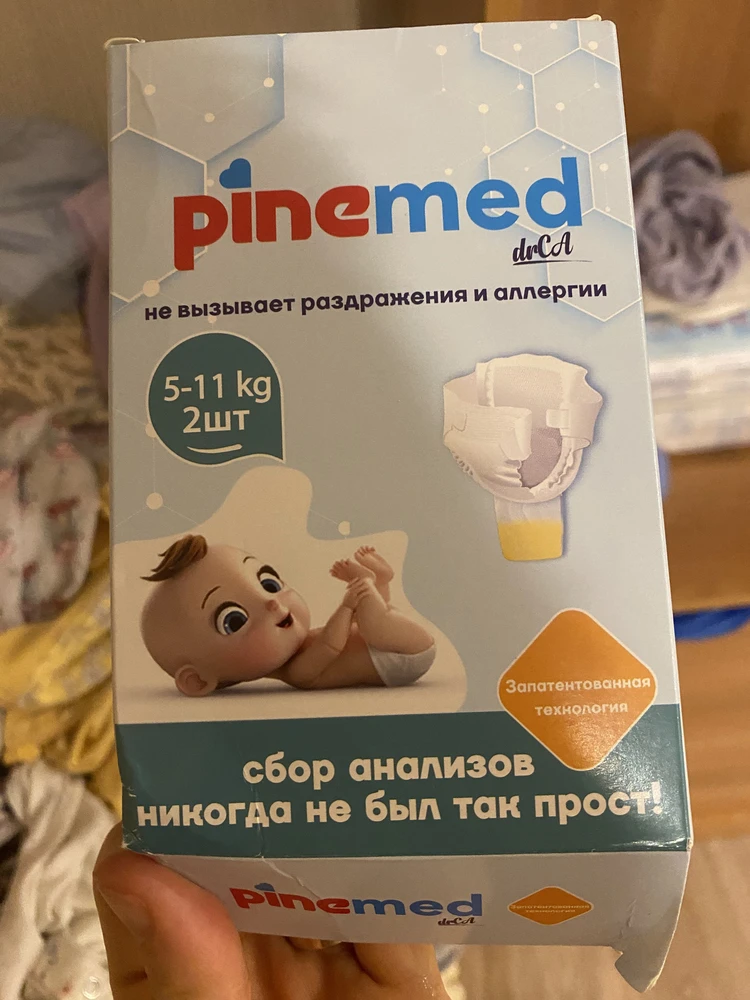 pinemed
drCA
не вызывает раздражения и аллергии
5-11 kg
2шт
Запатентованная
технология
сбор анализов
никогда не был так прост!
pinemed
drCA